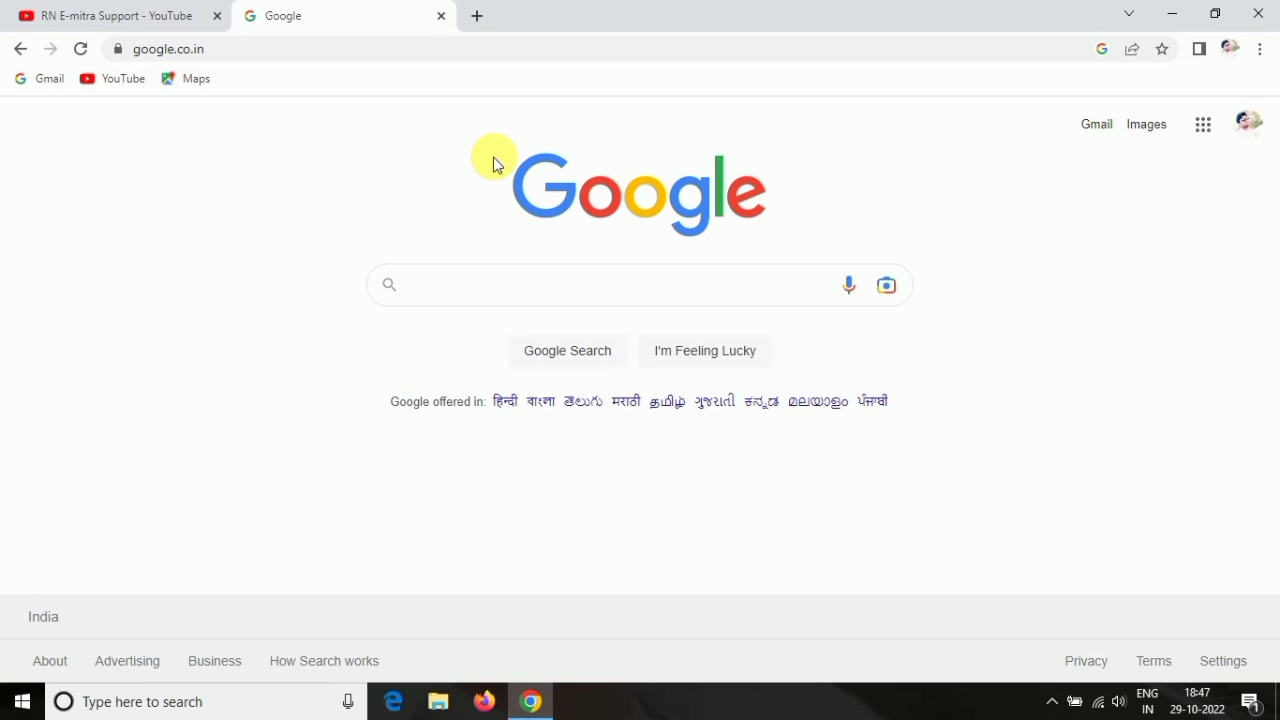 RN E-mitra Support - YouTube
Google
google.co.in
Gmail YouTube Maps
Gmail Images
Google
Google Search I'm Feeling Lucky
Google offered in: हिन्दी বাংলা తెలుగు मराठी தமிழ் ગુજરાતી ಕನ್ನಡ മലയാളം ਪੰਜਾਬੀ
India
About Advertising Business How Search works Privacy Terms Settings
Type here to search
ENG 18:47
IN 29-10-2022 1